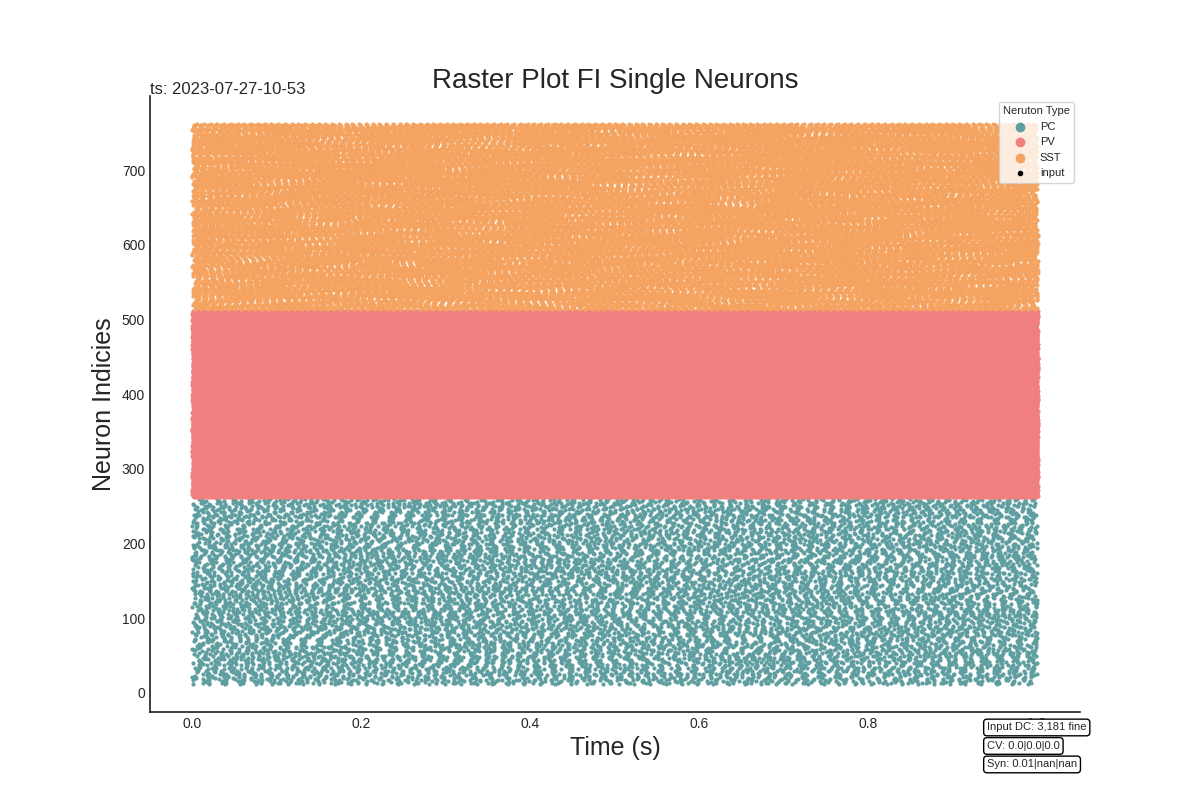 Raster Plot FI Single Neurons
ts: 2023-07-27-10-53
Neruton Type
PC
PV
SST
input
700
600
500
400
300
200
100
0
Neuron Indicies
0.0 0.2 0.4 0.6 0.8
Time (s)
Input DC: 3,181 fine
CV: 0.0|0.0|0.0
Syn: 0.01|nan|nan